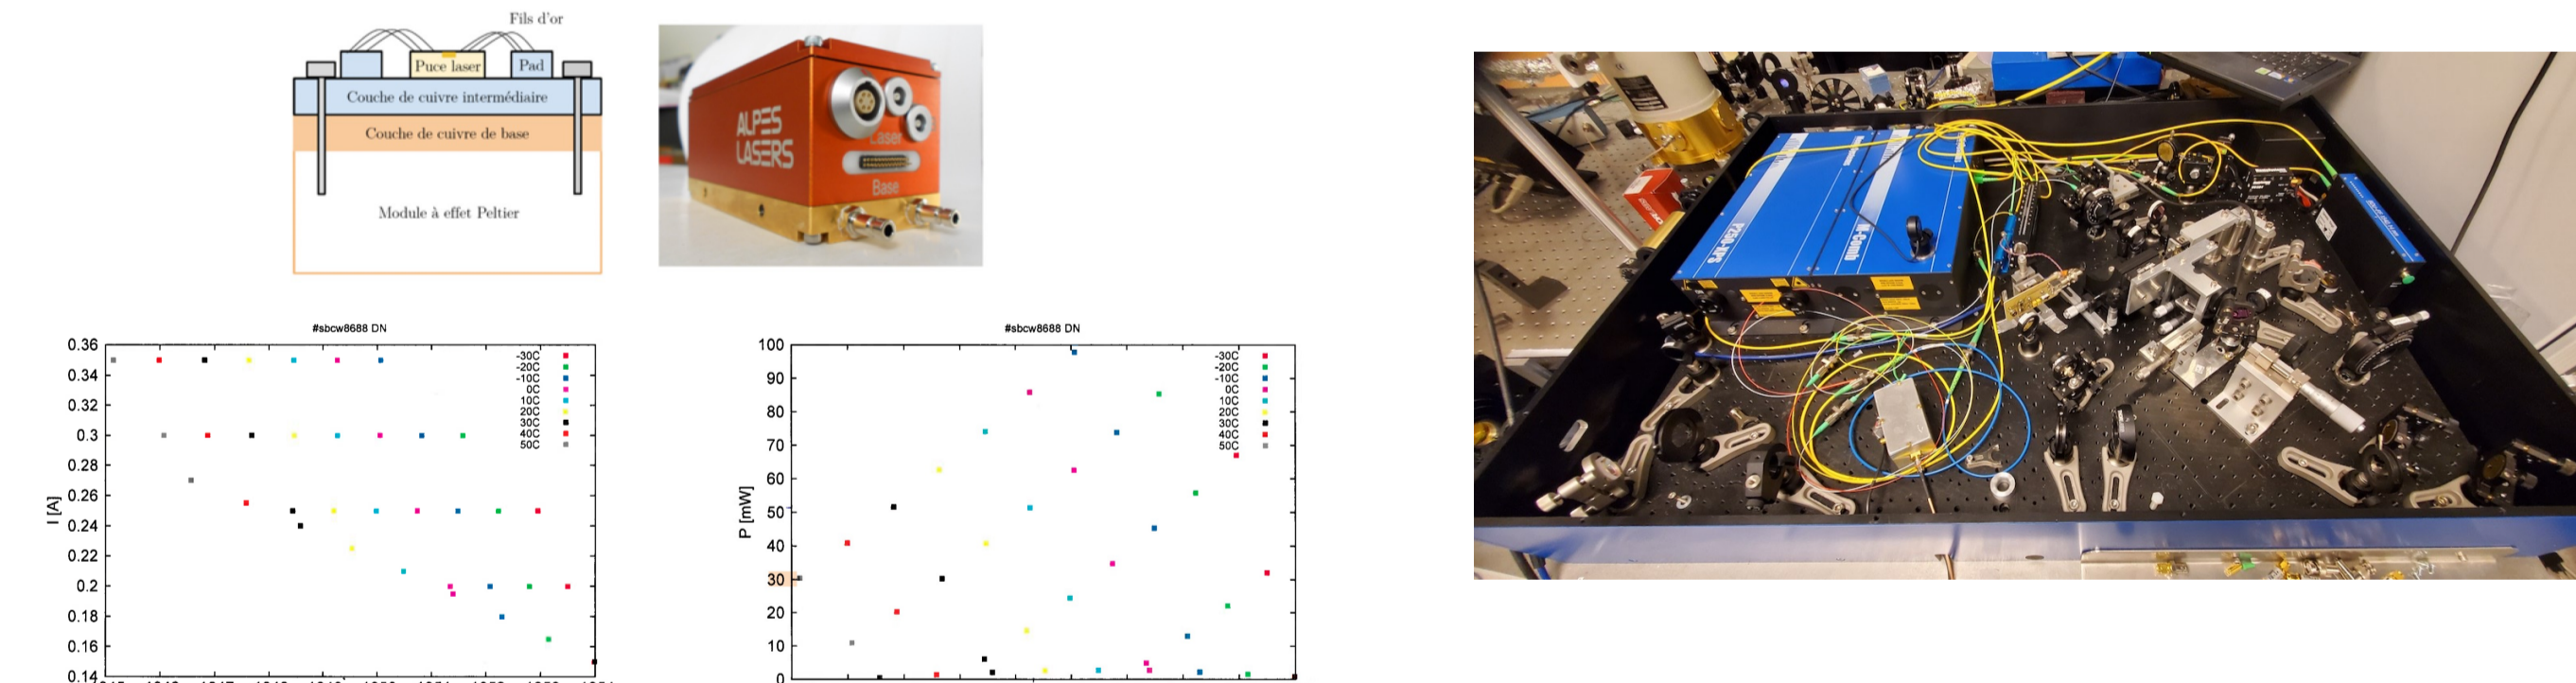 Fils d'or
Puce laser
Pad
Couche de cuivre intermédiaire
Couche de cuivre de base
Module à effet Peltier
ALPES
LASERS
Laser
Base
#sbcw8688 DN
I [A]
0.36
0.34
0.32
0.3
0.28
0.26
0.24
0.22
0.2
0.18
0.16
0.14
-30C
-20C
-10C
0C
10C
20C
30C
40C
50C
#sbcw8688 DN
P [mW]
100
90
80
70
60
50
40
30
20
10
0
-30C
-20C
-10C
0C
10C
20C
30C
40C
50C